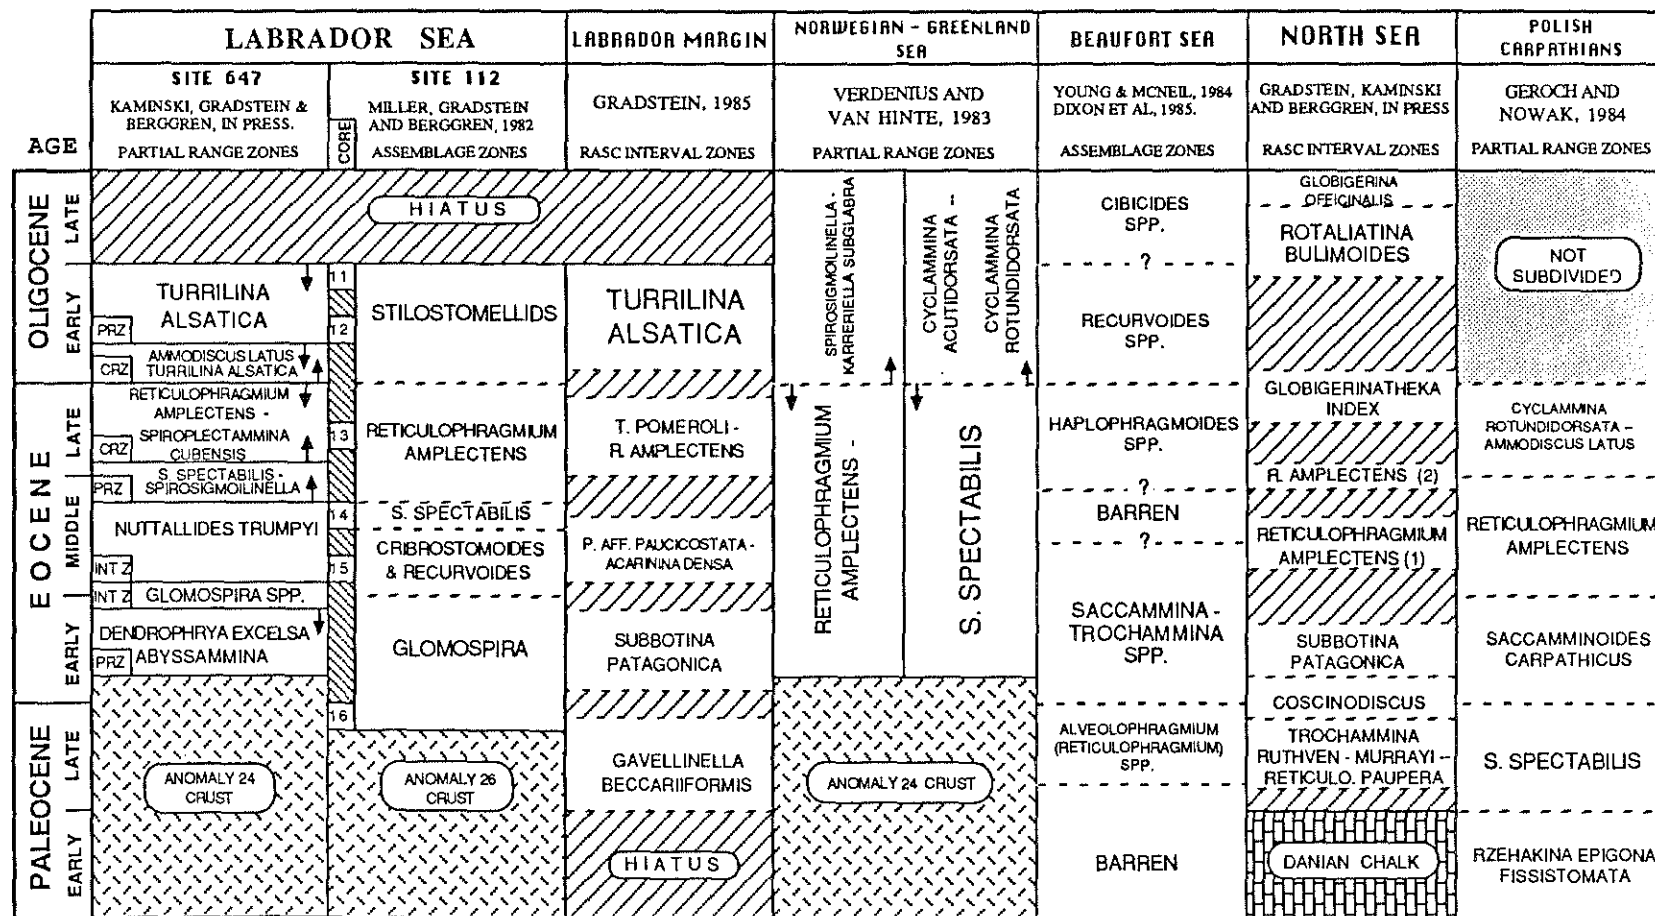 LABRADOR SEA
LABRADOR MARGIN
NORWEGIAN - GREENLAND
SEA
BEAUFORT SEA
NORTH SEA
POLISH
CARPATHIANS
AGE
SITE 647
KAMINSKI, GRADSTEIN &
BERGGREN, IN PRESS.
PARTIAL RANGE ZONES
CORE
SITE 112
MILLER, GRADSTEIN
AND BERGGREN, 1982
ASSEMBLAGE ZONES
GRADSTEIN, 1985
RASC INTERVAL ZONES
VERDENIUS AND
VAN HINTE, 1983
PARTIAL RANGE ZONES
YOUNG & MCNEIL, 1984
DIXON ET AL, 1985.
ASSEMBLAGE ZONES
GRADSTEIN, KAMINSKI
AND BERGGREN, IN PRESS
RASC INTERVAL ZONES
GEROCH AND
NOWAK, 1984
PARTIAL RANGE ZONES
OLIGOCENE
LATE
EARLY
EOCENE
LATE
MIDDLE
EARLY
PALEOCENE
LATE
EARLY
HIATUS
TURRILINA
ALSATICA
PRZ
AMMODISCUS LATUS
TURRILINA ALSATICA
CRZ
RETICULOPHRAGMIUM
AMPLECTENS -
SPIROPLECTAMMINA
CUBENSIS
CRZ
S. SPECTABILIS -
SPIROSIGMOILINELLA
PRZ
NUTTALLIDES TRUMPYI
INT Z
INT Z
GLOMOSPIRA SPP.
DENDROPHRYA EXCELSA
ABYSSAMMINA
PRZ
ANOMALY 24
CRUST
11
12
13
14
15
16
STILOSTOMELLIDS
RETICULOPHRAGMIUM
AMPLECTENS
S. SPECTABILIS
CRIBROSTOMOIDES
& RECURVOIDES
GLOMOSPIRA
ANOMALY 26
CRUST
TURRILINA
ALSATICA
T. POMEROLI -
R. AMPLECTENS
P. AFF. PAUCICOSTATA -
ACARININA DENSA
SUBBOTINA
PATAGONICA
GAVELLINELLA
BECCARIIFORMIS
HIATUS
SPIROSIGMOILINELLA -
KARRERIELLA SUBGLABRA
CYCLAMMINA
ACUTIDORSATA --
CYCLAMMINA
ROTUNDIDORSATA
RETICULOPHRAGMIUM
AMPLECTENS -
S. SPECTABILIS
ANOMALY 24 CRUST
CIBICIDES
SPP.
?
RECURVOIDES
SPP.
HAPLOPHRAGMOIDES
SPP.
?
BARREN
?
SACCAMMINA -
TROCHAMMINA
SPP.
ALVEOLOPHRAGMIUM
(RETICULOPHRAGMIUM)
SPP.
BARREN
GLOBIGERINA
OFFICINALIS
ROTALIATINA
BULIMOIDES
GLOBIGERINATHEKA
INDEX
R. AMPLECTENS (2)
RETICULOPHRAGMIUM
AMPLECTENS (1)
SUBBOTINA
PATAGONICA
COSCINODISCUS
TROCHAMMINA
RUTHVEN - MURRAYI --
RETICULO. PAUPERA
DANIAN CHALK
NOT
SUBDIVIDED
CYCLAMMINA
ROTUNDIDORSATA --
AMMODISCUS LATUS
RETICULOPHRAGMIUM
AMPLECTENS
SACCAMMINOIDES
CARPATHICUS
S. SPECTABILIS
RZEHAKINA EPIGONA
FISSISTOMATA